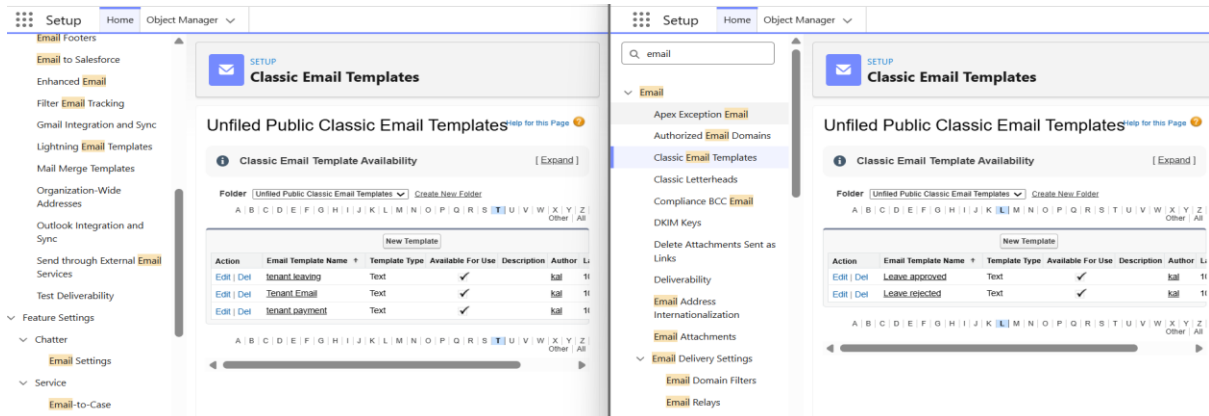 Setup Home Object Manager
Email Footers
Email to Salesforce
Enhanced Email
Filter Email Tracking
Gmail Integration and Sync
Lightning Email Templates
Mail Merge Templates
Organization-Wide
Addresses
Outlook Integration and
Sync
Send through External Email
Services
Test Deliverability
Feature Settings
Chatter
Email Settings
Service
Email-to-Case
SETUP
Classic Email Templates
Unfiled Public Classic Email Templates Help for this Page
Classic Email Template Availability [ Expand ]
Folder Unfiled Public Classic Email Templates Create New Folder
A | B | C | D | E | F | G | H | I | J | K | L | M | N | O | P | Q | R | S | T | U | V | W | X | Y | Z
Other | All
New Template
Action Email Template Name ↑ Template Type Available For Use Description Author
Edit | Del tenant leaving Text ✓ kal
Edit | Del Tenant Email Text ✓ kal
Edit | Del tenant payment Text ✓ kal
A | B | C | D | E | F | G | H | I | J | K | L | M | N | O | P | Q | R | S | T | U | V | W | X | Y | Z
Other | All
Setup Home Object Manager
email
Email
Apex Exception Email
Authorized Email Domains
Classic Email Templates
Classic Letterheads
Compliance BCC Email
DKIM Keys
Delete Attachments Sent as
Links
Deliverability
Email Address
Internationalization
Email Attachments
Email Delivery Settings
Email Domain Filters
Email Relays
SETUP
Classic Email Templates
Unfiled Public Classic Email Templates Help for this Page
Classic Email Template Availability [ Expand ]
Folder Unfiled Public Classic Email Templates Create New Folder
A | B | C | D | E | F | G | H | I | J | K | L | M | N | O | P | Q | R | S | T | U | V | W | X | Y | Z
Other | All
New Template
Action Email Template Name ↑ Template Type Available For Use Description Author
Edit | Del Leave approved Text ✓ kal
Edit | Del Leave rejected Text ✓ kal
A | B | C | D | E | F | G | H | I | J | K | L | M | N | O | P | Q | R | S | T | U | V | W | X | Y | Z
Other | All